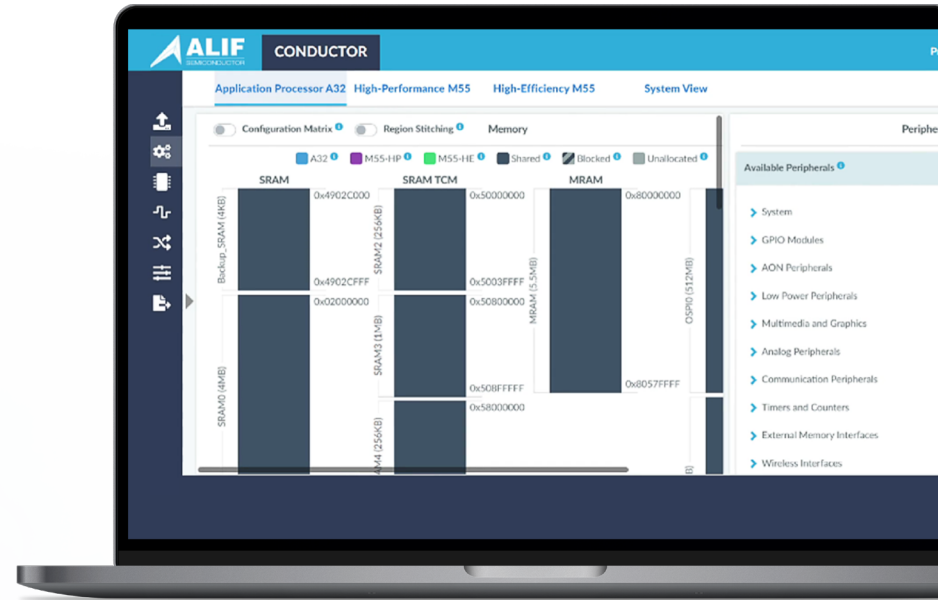 ALIF
SEMICONDUCTOR
CONDUCTOR
Application Processor A32 High-Performance M55 High-Efficiency M55 System View
Configuration Matrix Region Stitching Memory
A32 M55-HP M55-HE Shared Blocked Unallocated
SRAM SRAM TCM MRAM
Backup_SRAM (4KB)
0x4902C000
0x4902CFFF
SRAM0 (4MB)
0x02000000
SRAM2 (256KB)
0x50000000
0x5003FFFF
SRAM3 (1MB)
0x50800000
0x508FFFFF
(256KB)
0x58000000
MRAM (5.5MB)
0x80000000
0x8057FFFF
OSPI0 (512MB)
Available Peripherals
System
GPIO Modules
AON Peripherals
Low Power Peripherals
Multimedia and Graphics
Analog Peripherals
Communication Peripherals
Timers and Counters
External Memory Interfaces
Wireless Interfaces